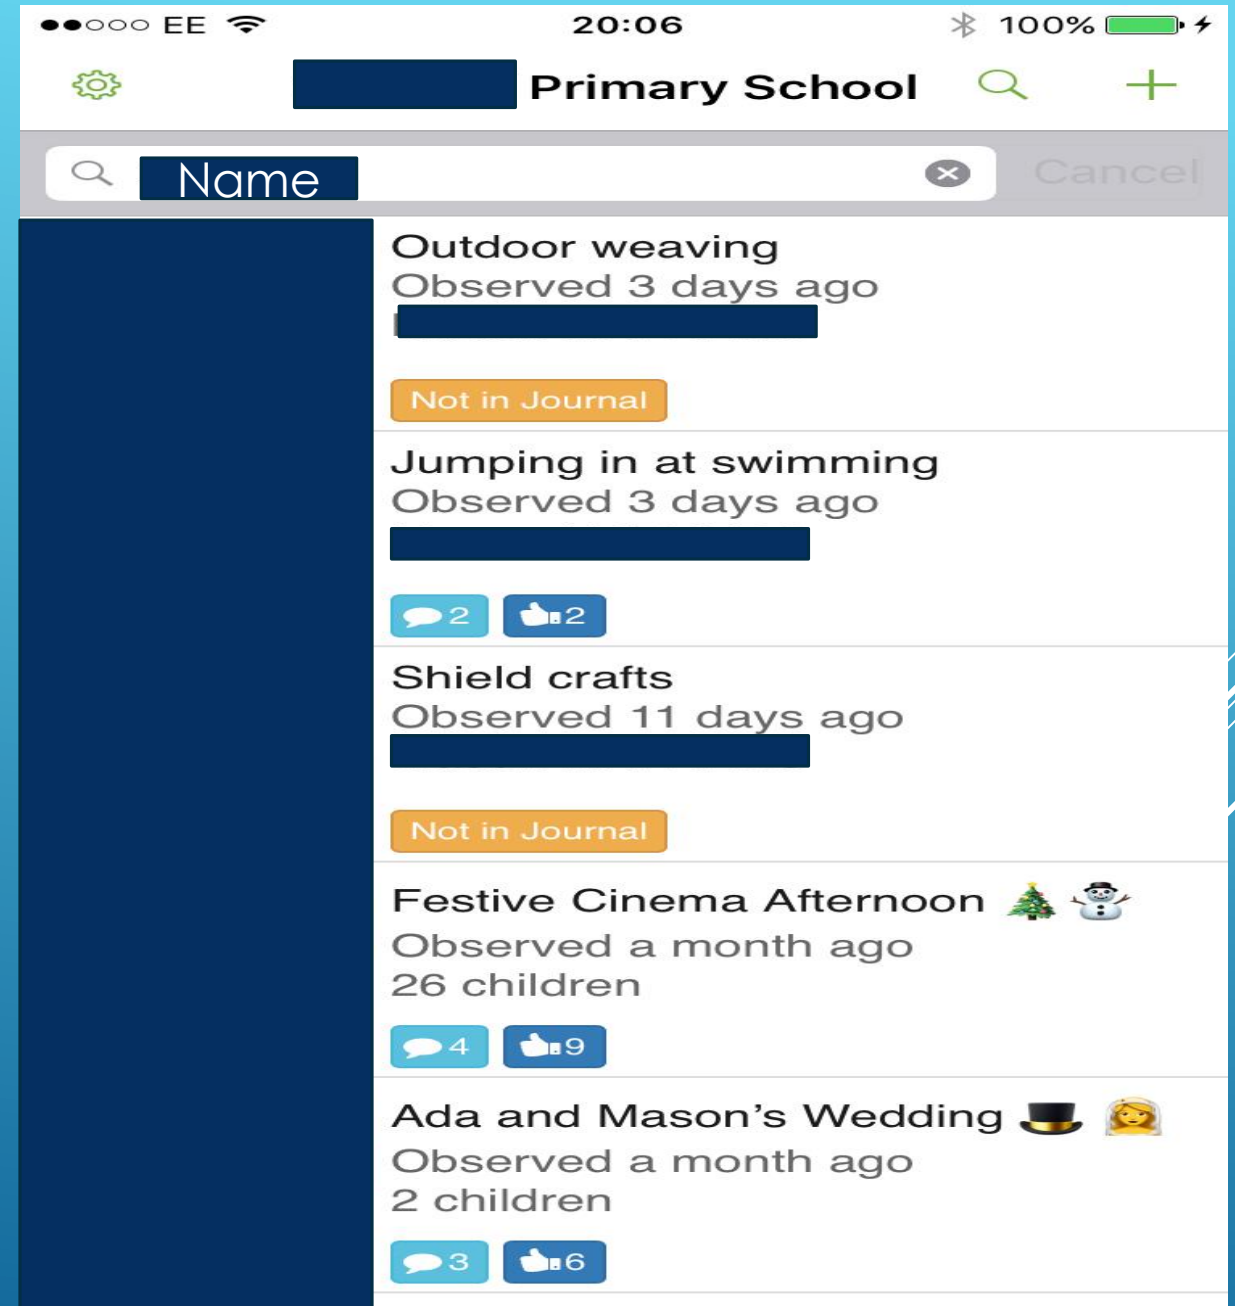 EE 20:06 100%
Primary School
Name Cancel
Outdoor weaving
Observed 3 days ago
Not in Journal
Jumping in at swimming
Observed 3 days ago
2 2
Shield crafts
Observed 11 days ago
Not in Journal
Festive Cinema Afternoon 🎄 ⛄
Observed a month ago
26 children
4 9
Ada and Mason’s Wedding 🎩 👰
Observed a month ago
2 children
3 6